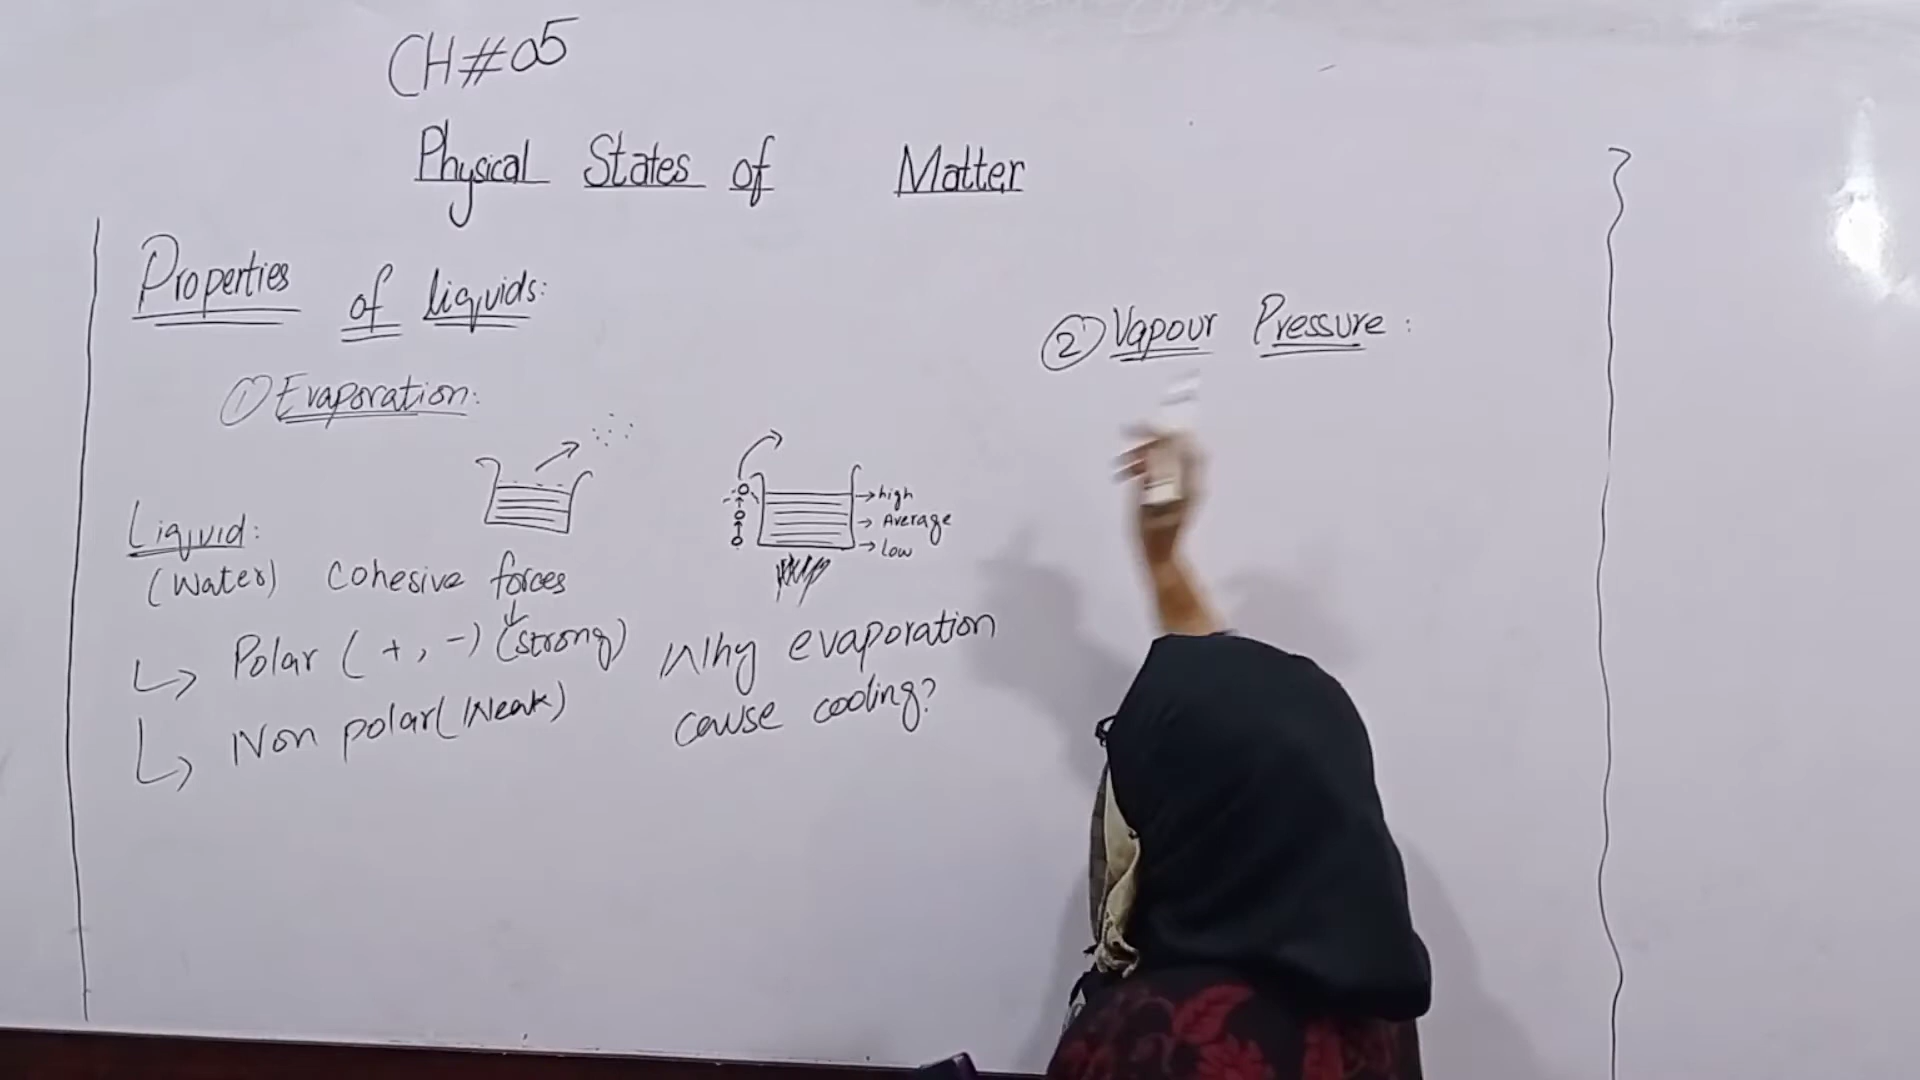 CH#05
Physical States of Matter
Properties of liquids:
① Evaporation:
Liquid:
(Water) Cohesive forces
Polar (+, -) (strong)
Non polar (Weak)
→ high
→ Average
→ low
Why evaporation
cause cooling?
② Vapour Pressure: